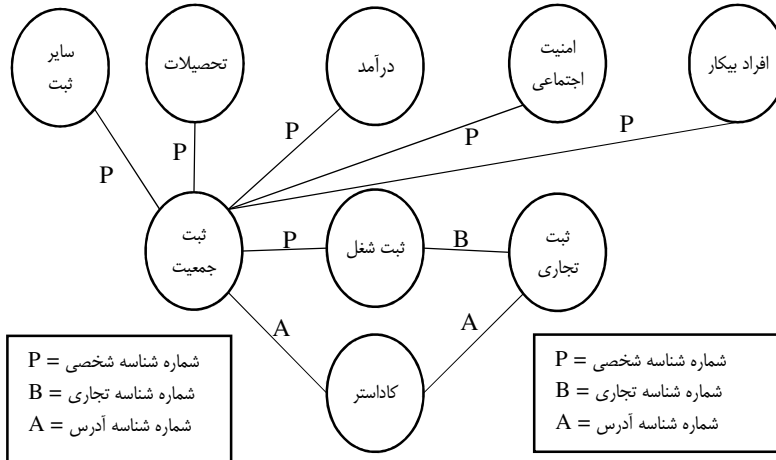 افراد بیکار
امنیت
اجتماعی
درآمد
تحصیلات
سایر
ثبت
P
P
P
P
P
ثبت
تجاری
B
ثبت شغل
P
ثبت
جمعیت
A
A
کاداستر
شماره شناسه شخصی = P
شماره شناسه تجاری = B
شماره شناسه آدرس = A
شماره شناسه شخصی = P
شماره شناسه تجاری = B
شماره شناسه آدرس = A